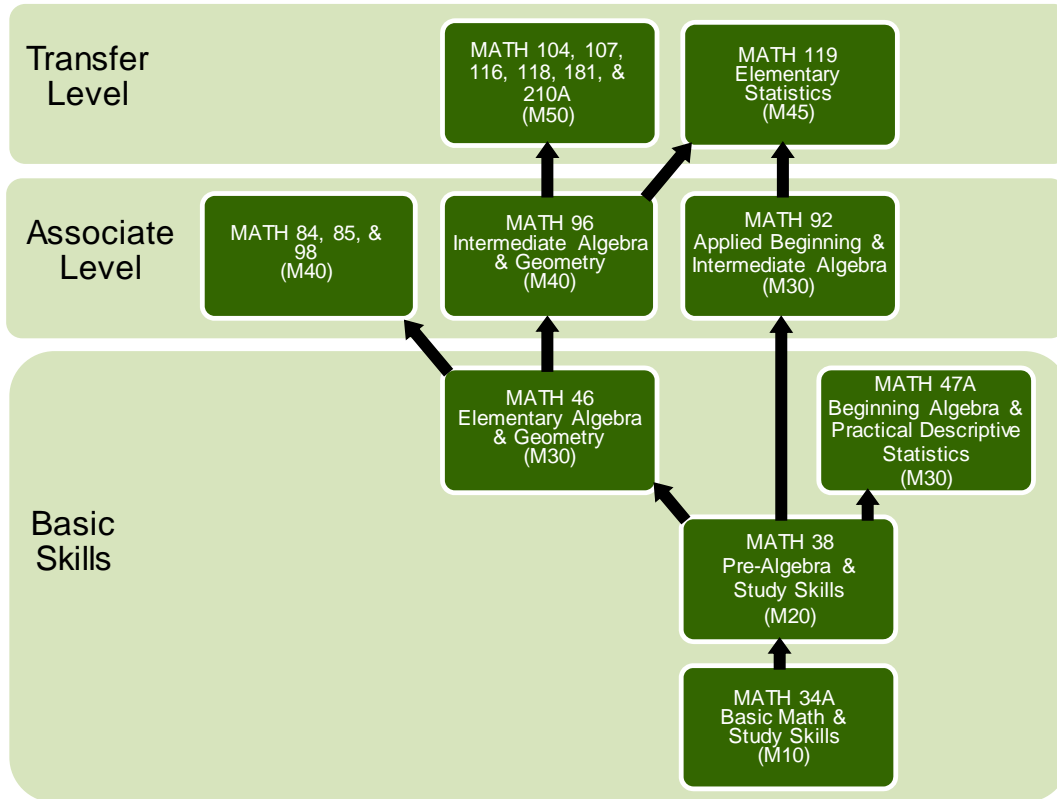 Transfer
Level
MATH 104, 107,
116, 118, 181, &
210A
(M50)
MATH 119
Elementary
Statistics
(M45)
Associate
Level
MATH 84, 85, &
98
(M40)
MATH 96
Intermediate Algebra
& Geometry
(M40)
MATH 92
Applied Beginning &
Intermediate Algebra
(M30)
Basic
Skills
MATH 46
Elementary Algebra
& Geometry
(M30)
MATH 47A
Beginning Algebra &
Practical Descriptive
Statistics
(M30)
MATH 38
Pre-Algebra &
Study Skills
(M20)
MATH 34A
Basic Math &
Study Skills
(M10)